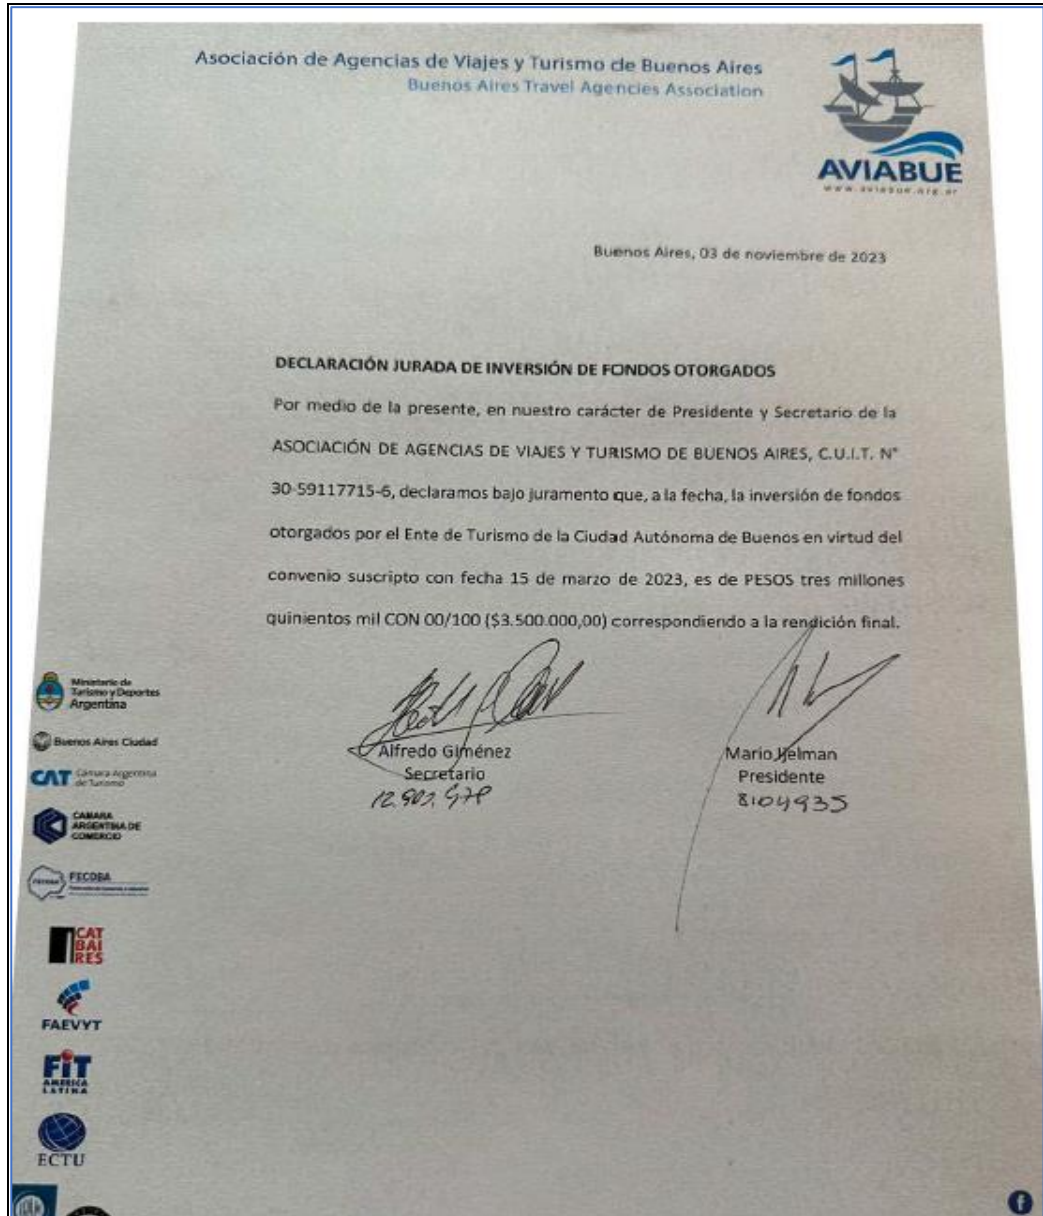 Asociación de Agencias de Viajes y Turismo de Buenos Aires
Buenos Aires Travel Agencies Association
AVIABUE
www.aviabue.org.ar
Buenos Aires, 03 de noviembre de 2023
DECLARACIÓN JURADA DE INVERSIÓN DE FONDOS OTORGADOS
Por medio de la presente, en nuestro carácter de Presidente y Secretario de la
ASOCIACIÓN DE AGENCIAS DE VIAJES Y TURISMO DE BUENOS AIRES, C.U.I.T. N°
30-59117715-6, declaramos bajo juramento que, a la fecha, la inversión de fondos
otorgados por el Ente de Turismo de la Ciudad Autónoma de Buenos en virtud del
convenio suscripto con fecha 15 de marzo de 2023, es de PESOS tres millones
quinientos mil CON 00/100 ($3.500.000,00) correspondiendo a la rendición final.
Alfredo Giménez
Secretario
Mario
Presidente
8104935
Ministerio de
Turismo y Deportes
Argentina
Buenos Aires Ciudad
CAT Cámara Argentina
de Turismo
CAMARA
ARGENTINA DE
COMERCIO
FECOBA
CAT
BAI
RES
FAEVYT
FIT
AMERICA
LATINA
ECTU